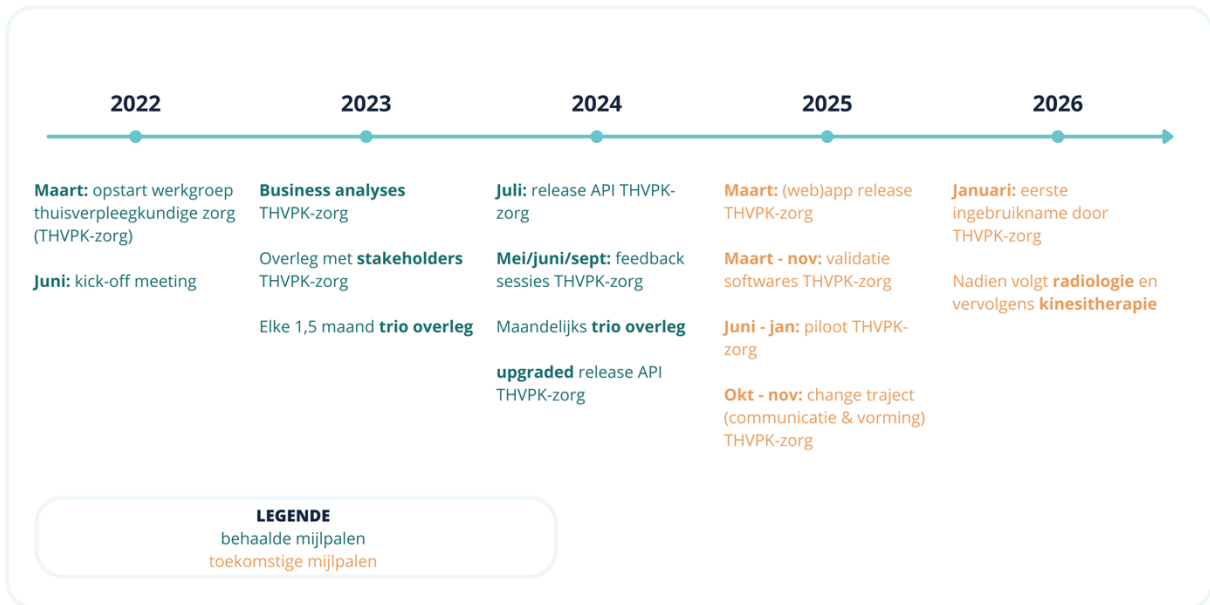 2022
2023
2024
2025
2026
Maart: opstart werkgroep
thuisverpleegkundige zorg
(THVPK-zorg)
Juni: kick-off meeting
Business analyses
THVPK-zorg
Overleg met stakeholders
THVPK-zorg
Elke 1,5 maand trio overleg
Juli: release API THVPK-
zorg
Mei/juni/sept: feedback
sessies THVPK-zorg
Maandelijks trio overleg
upgraded release API
THVPK-zorg
Maart: (web)app release
THVPK-zorg
Maart - nov: validatie
softwares THVPK-zorg
Juni - jan: piloot THVPK-
zorg
Okt - nov: change traject
(communicatie & vorming)
THVPK-zorg
Januari: eerste
ingebruikname door
THVPK-zorg
Nadien volgt radiologie en
vervolgens kinesitherapie
LEGENDE
behaalde mijlpalen
toekomstige mijlpalen